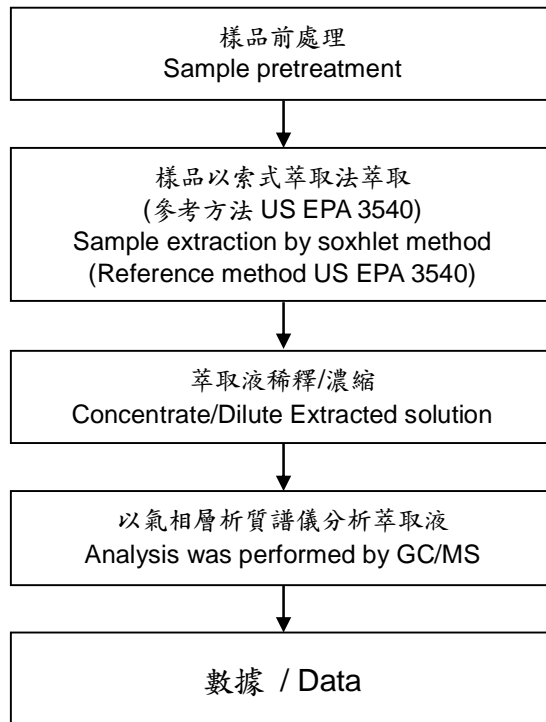 樣品前處理
Sample pretreatment
樣品以索式萃取法萃取
(參考方法 US EPA 3540)
Sample extraction by soxhlet method
(Reference method US EPA 3540)
萃取液稀釋/濃縮
Concentrate/Dilute Extracted solution
以氣相層析質譜儀分析萃取液
Analysis was performed by GC/MS
數據 / Data